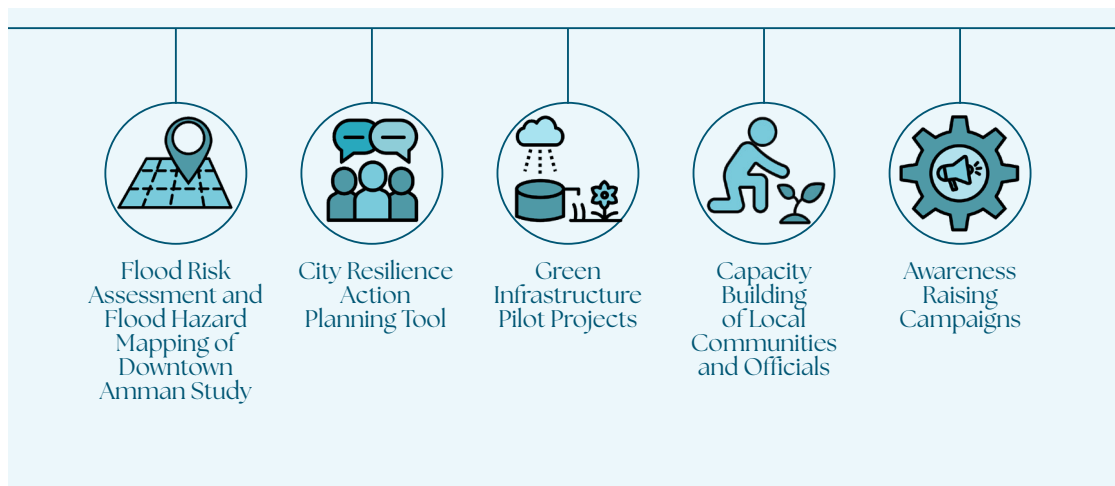 Flood Risk
Assessment and
Flood Hazard
Mapping of
Downtown
Amman Study
City Resilience
Action
Planning Tool
Green
Infrastructure
Pilot Projects
Capacity
Building
of Local
Communities
and Officials
Awareness
Raising
Campaigns